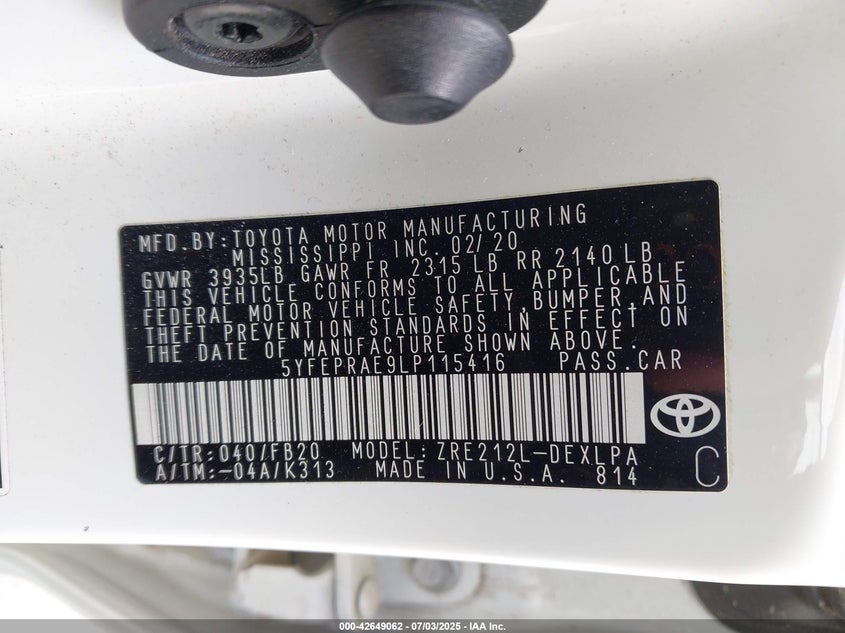 MFD.BY: TOYOTA MOTOR MANUFACTURING
MISSISSIPPI INC. 02/20
GVWR 3935LB GAWR FR 2315 LB RR 2140 LB
THIS VEHICLE CONFORMS TO ALL APPLICABLE
FEDERAL MOTOR VEHICLE SAFETY, BUMPER, AND
THEFT PREVENTION STANDARDS IN EFFECT ON
THE DATE OF MANUFACTURE SHOWN ABOVE.
5YFEPRAE9LP115416 PASS.CAR
C/TR: 040/FB20 MODEL: ZRE212L-DEXLPA
A/TM: -04A/K313 MADE IN U.S.A. 814
C
000-42649062 - 07/03/2025 - IAA Inc.